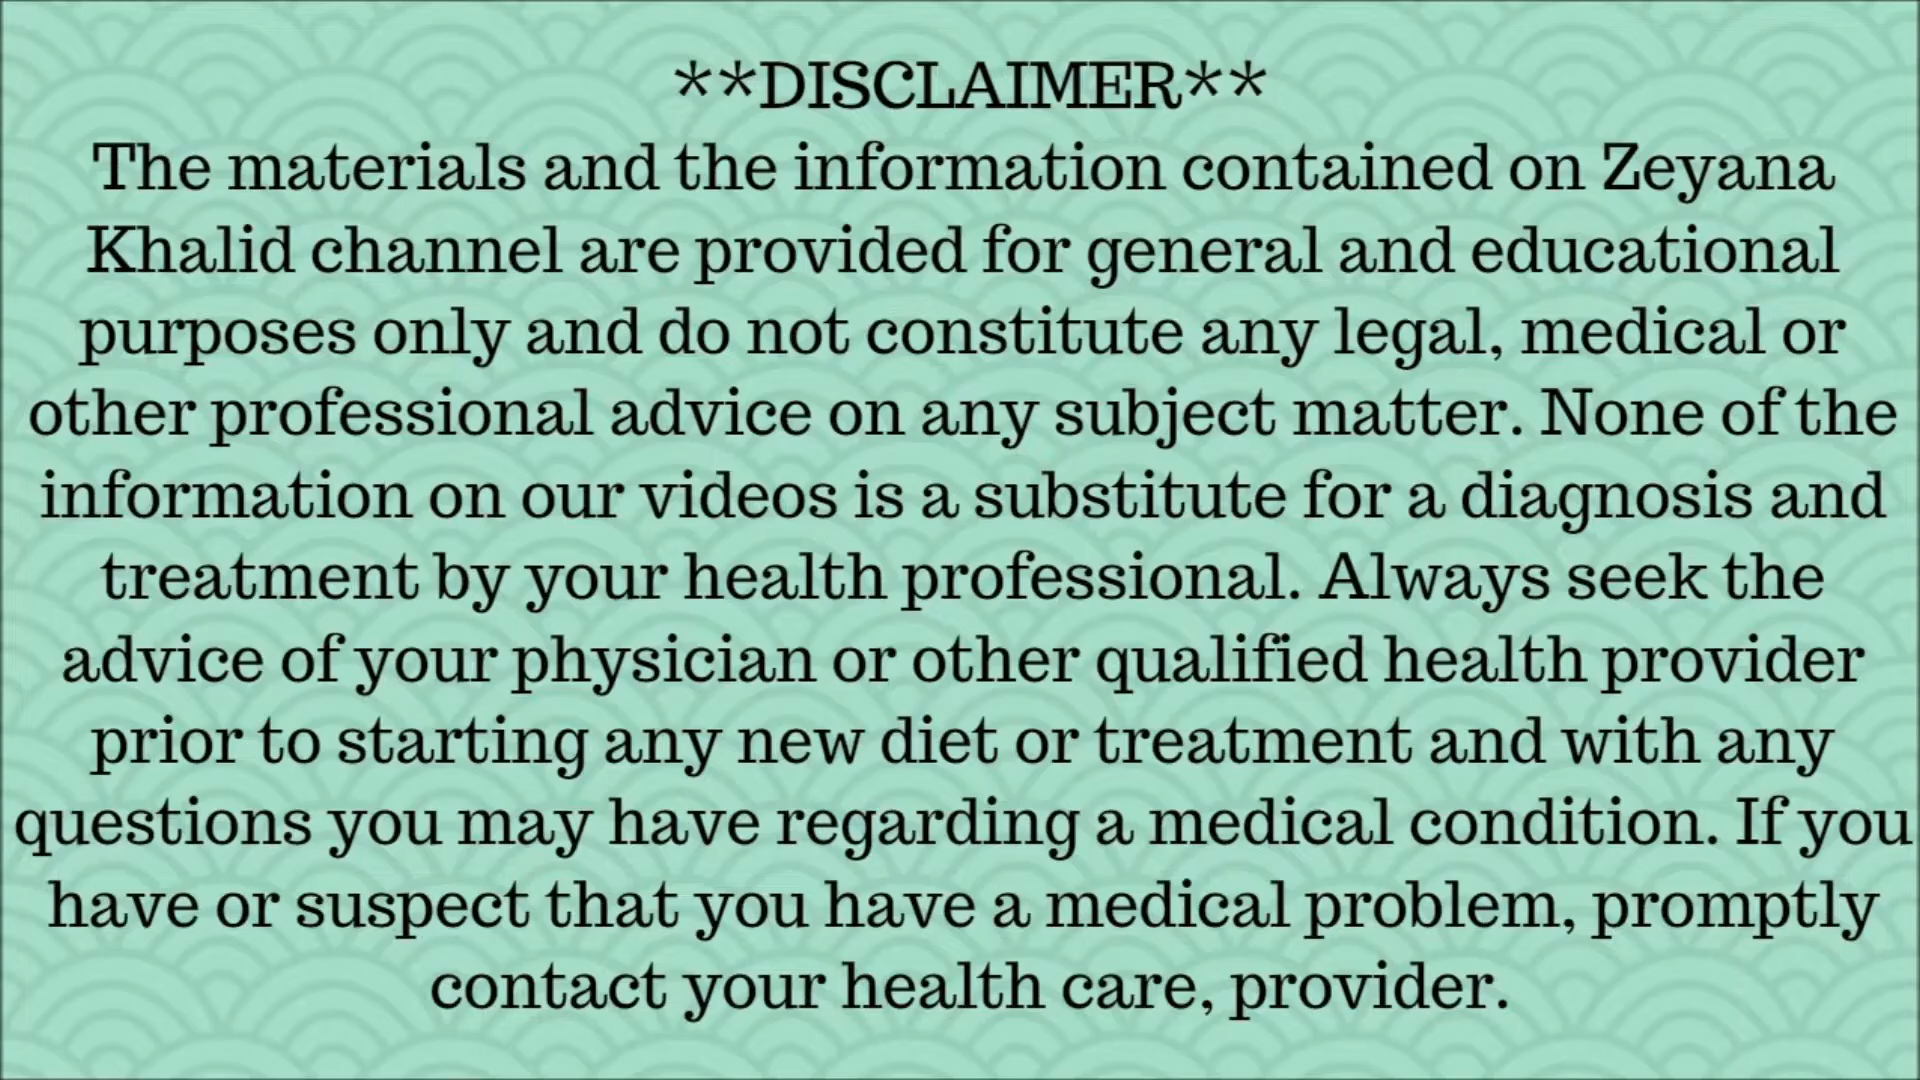 **DISCLAIMER**
The materials and the information contained on Zeyana
Khalid channel are provided for general and educational
purposes only and do not constitute any legal, medical or
other professional advice on any subject matter. None of the
information on our videos is a substitute for a diagnosis and
treatment by your health professional. Always seek the
advice of your physician or other qualified health provider
prior to starting any new diet or treatment and with any
questions you may have regarding a medical condition. If you
have or suspect that you have a medical problem, promptly
contact your health care, provider.